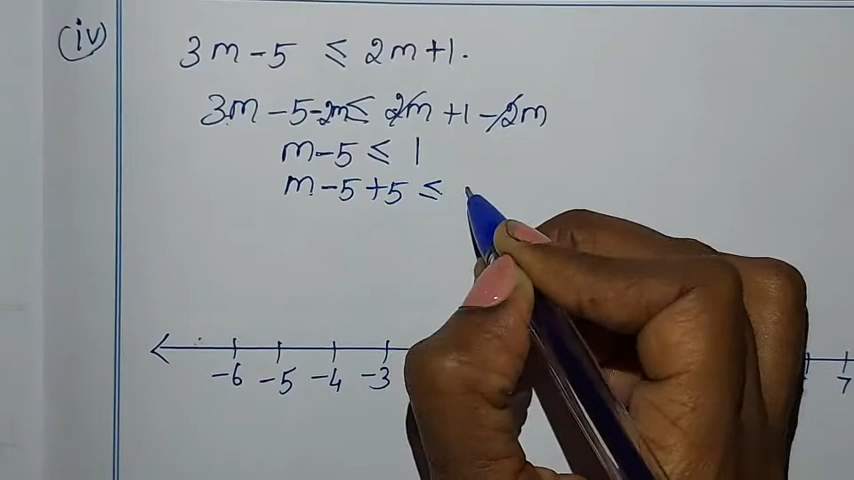 (iv) 3m - 5 ≤ 2m + 1.
3m - 5 - 2m ≤ 2m + 1 - 2m
m - 5 ≤ 1
m - 5 + 5 ≤
-6 -5 -4 -3 7